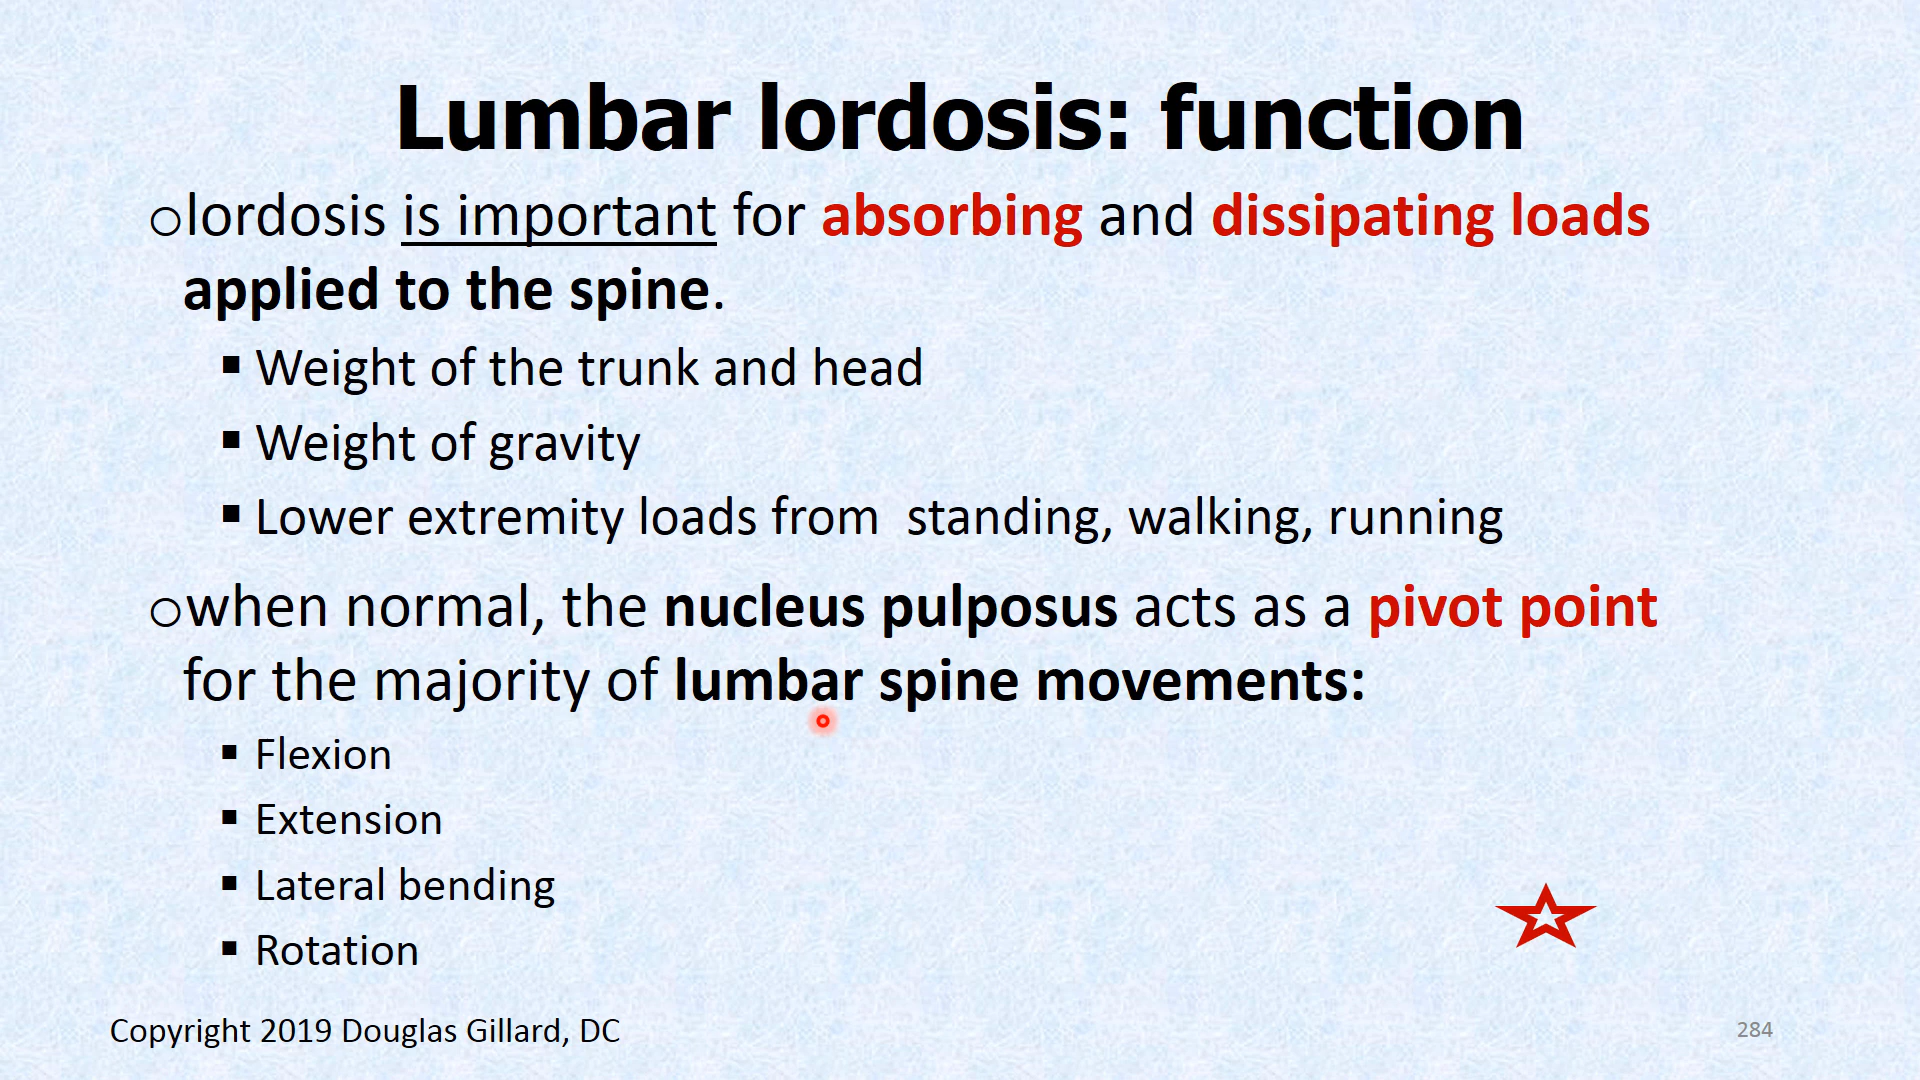 Lumbar lordosis: function
lordosis is important for absorbing and dissipating loads
applied to the spine.
Weight of the trunk and head
Weight of gravity
Lower extremity loads from  standing, walking, running
when normal, the nucleus pulposus acts as a pivot point
for the majority of lumbar spine movements:
Flexion
Extension
Lateral bending
Rotation
Copyright 2019 Douglas Gillard, DC
284